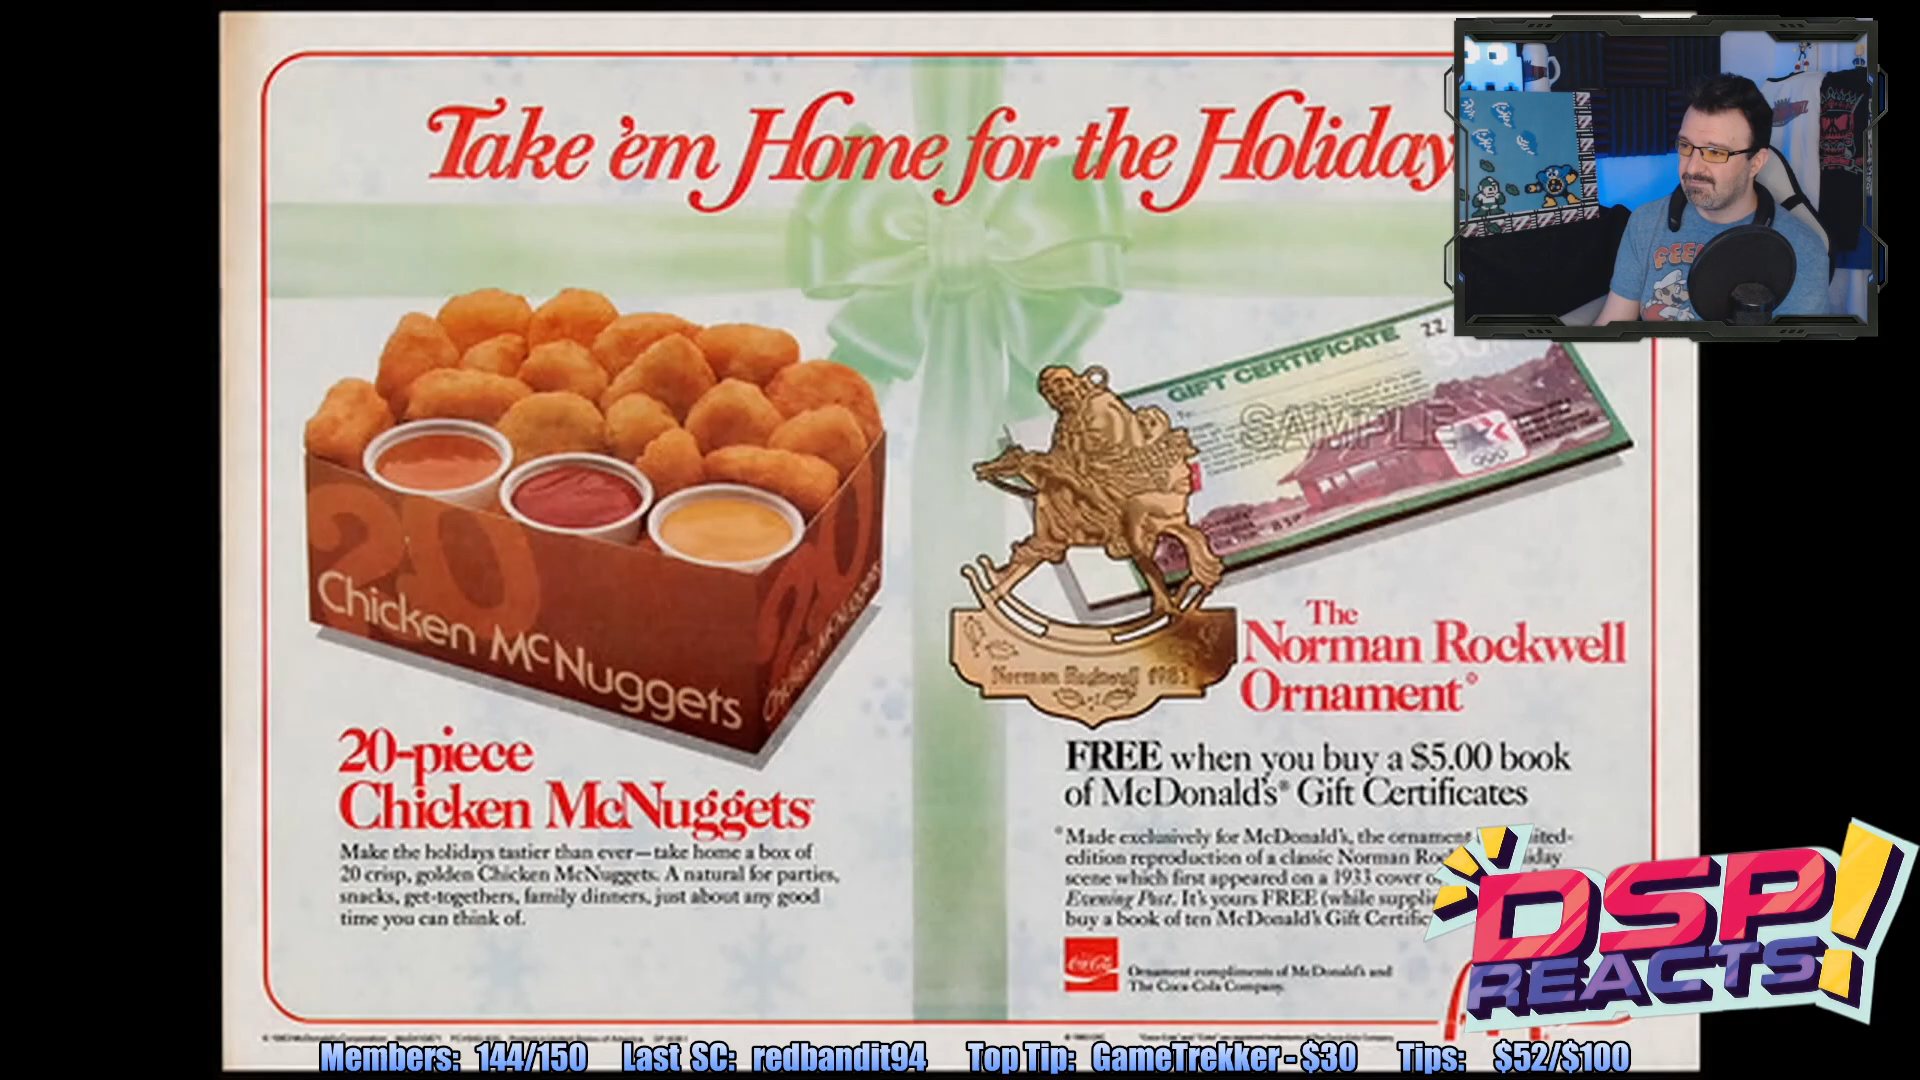 Take 'em Home for the Holiday
GIFT CERTIFICATE
SAMPLE
20
Chicken McNuggets
20
Chicken McNuggets
Norman Rockwell 1983
The
Norman Rockwell
Ornament°
20-piece
Chicken McNuggets
Make the holidays tastier than ever—take home a box of
20 crisp, golden Chicken McNuggets. A natural for parties,
snacks, get-togethers, family dinners, just about any good
time you can think of.
FREE when you buy a $5.00 book
of McDonald's® Gift Certificates
°Made exclusively for McDonald's, the ornament
edition reproduction of a classic Norman
scene which first appeared on a 1933 cover
Evening Post. It's yours FREE (while
buy a book of ten McDonald's Gift
Coca-Cola
Ornament compliments of McDonald's and
The Coca-Cola Company.
DSP
REACTS!
Members: 144/150 Last SC: redbandit94 Top Tip: GameTrekker - $30 Tips: $52/$100